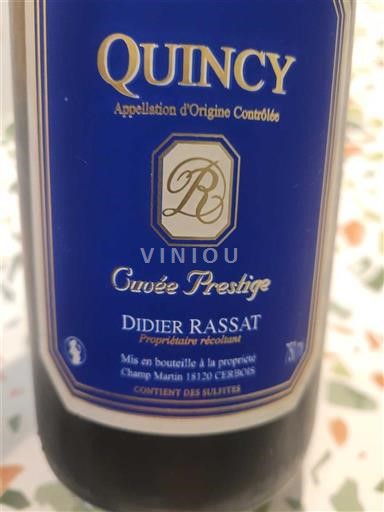 QUINCY
Appellation d'Origine Contrôlée
R
VINIOU
Cuvée Prestige
DIDIER RASSAT
Propriétaire récoltant
Mis en bouteille à la propriété
Champ Martin 18120 CERBOIS
CONTIENT DES SULFITES